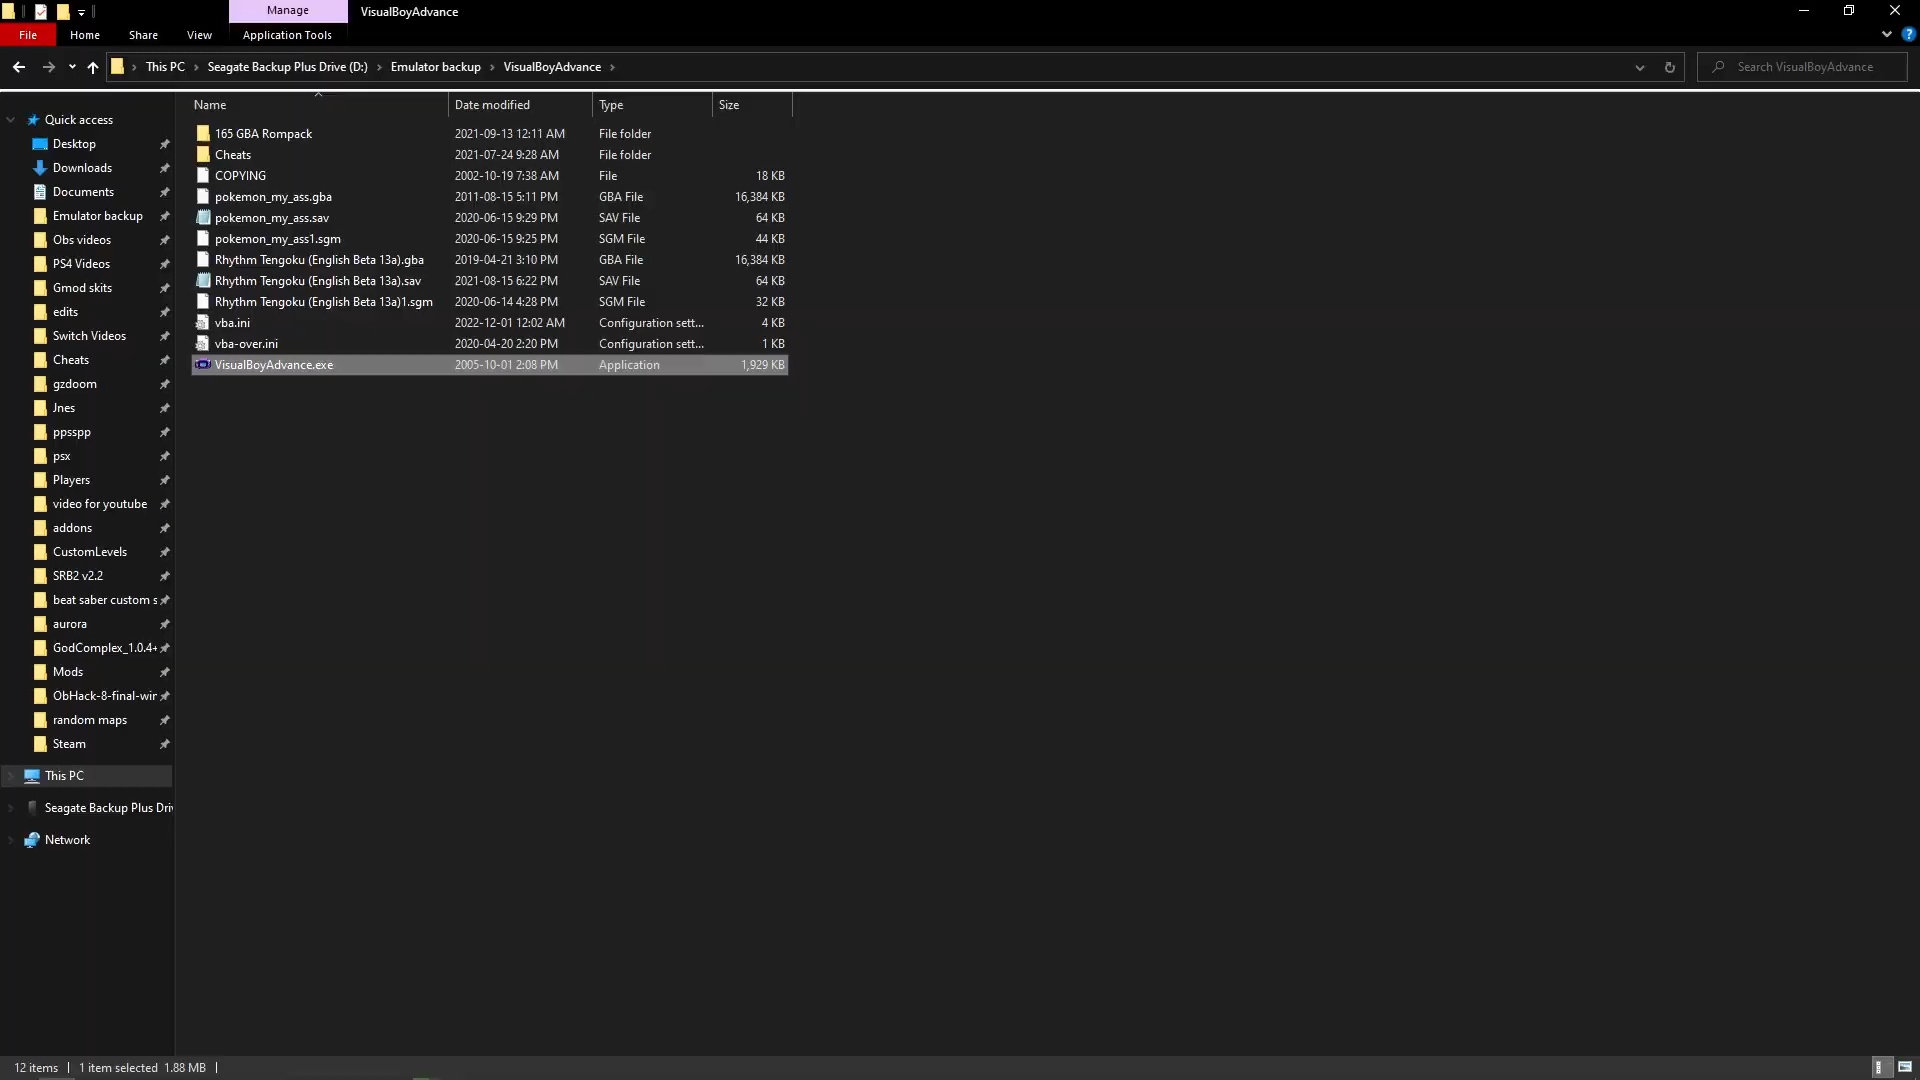 Manage
VisualBoyAdvance
File
Home
Share
View
Application Tools
This PC > Seagate Backup Plus Drive (D:) > Emulator backup > VisualBoyAdvance >
Search VisualBoyAdvance
Name Date modified Type Size
165 GBA Rompack 2021-09-13 12:11 AM File folder
Cheats 2021-07-24 9:28 AM File folder
COPYING 2002-10-19 7:38 AM File 18 KB
pokemon_my_ass.gba 2011-08-15 5:11 PM GBA File 16,384 KB
pokemon_my_ass.sav 2020-06-15 9:29 PM SAV File 64 KB
pokemon_my_ass1.sgm 2020-06-15 9:25 PM SGM File 44 KB
Rhythm Tengoku (English Beta 13a).gba 2019-04-21 3:10 PM GBA File 16,384 KB
Rhythm Tengoku (English Beta 13a).sav 2021-08-15 6:22 PM SAV File 64 KB
Rhythm Tengoku (English Beta 13a)1.sgm 2020-06-14 4:28 PM SGM File 32 KB
vba.ini 2022-12-01 12:02 AM Configuration sett... 4 KB
vba-over.ini 2020-04-20 2:20 PM Configuration sett... 1 KB
VisualBoyAdvance.exe 2005-10-01 2:08 PM Application 1,929 KB
Quick access
Desktop
Downloads
Documents
Emulator backup
Obs videos
PS4 Videos
Gmod skits
edits
Switch Videos
Cheats
gzdoom
Jnes
ppsspp
psx
Players
video for youtube
addons
CustomLevels
SRB2 v2.2
beat saber custom s
aurora
GodComplex_1.0.4+
Mods
ObHack-8-final-win
random maps
Steam
This PC
Seagate Backup Plus Driv
Network
12 items
1 item selected 1.88 MB